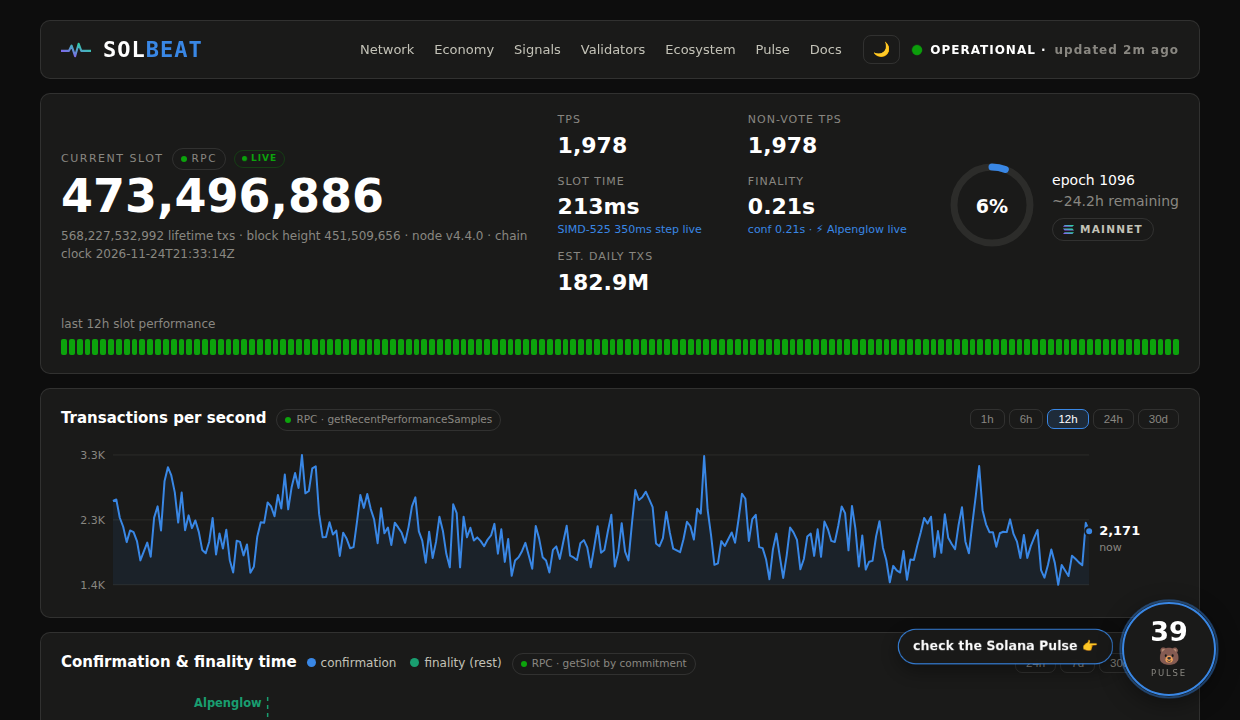 SOLBEAT
Network Economy Signals Validators Ecosystem Pulse Docs 🌙 OPERATIONAL · updated 2m ago
CURRENT SLOT RPC LIVE
473,496,886
568,227,532,992 lifetime txs · block height 451,509,656 · node v4.4.0 · chain
clock 2026-11-24T21:33:14Z
TPS
1,978
NON-VOTE TPS
1,978
SLOT TIME
213ms
SIMD-525 350ms step live
FINALITY
0.21s
conf 0.21s · ⚡ Alpenglow live
EST. DAILY TXS
182.9M
6%
epoch 1096
~24.2h remaining
MAINNET
last 12h slot performance
Transactions per second RPC · getRecentPerformanceSamples
1h 6h 12h 24h 30d
3.3K
2.3K
1.4K
2,171
now
Confirmation & finality time confirmation finality (rest) RPC · getSlot by commitment
check the Solana Pulse 👉
39
🐻
PULSE
Alpenglow